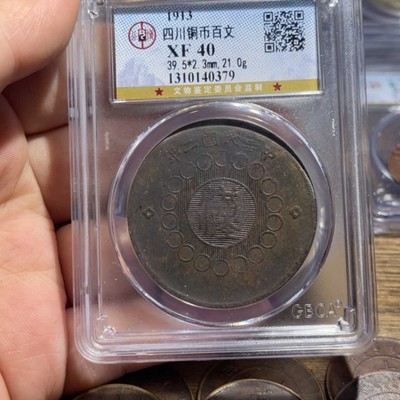 1913
四川铜币百文
XF 40
39.5*2.3mm,21.0g
1310140379
★ 文物鉴定委员会监制 ★
GBCA